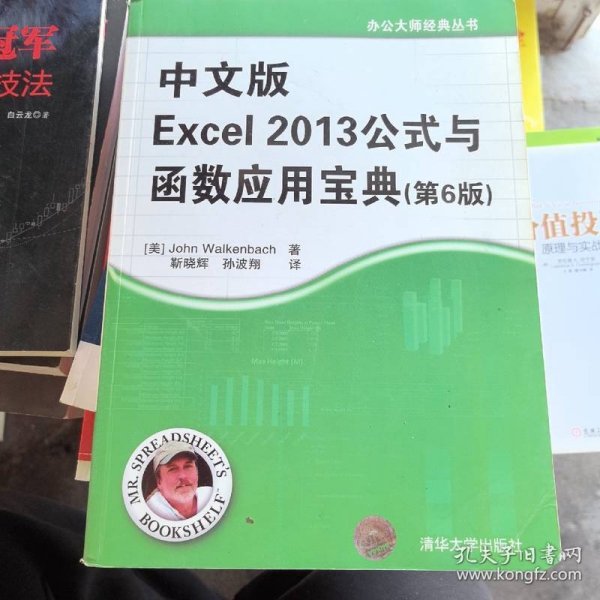 冠军
技法
白云龙◎著
办公大师经典丛书
中文版
Excel 2013公式与
函数应用宝典(第6版)
[美] John Walkenbach 著
靳晓辉 孙波翔 译
Max Height (M)
MR. SPREADSHEET'S
BOOKSHELF
清华大学出版社
价值投
原理与实战
孔夫子旧书网
www.kongfz.com